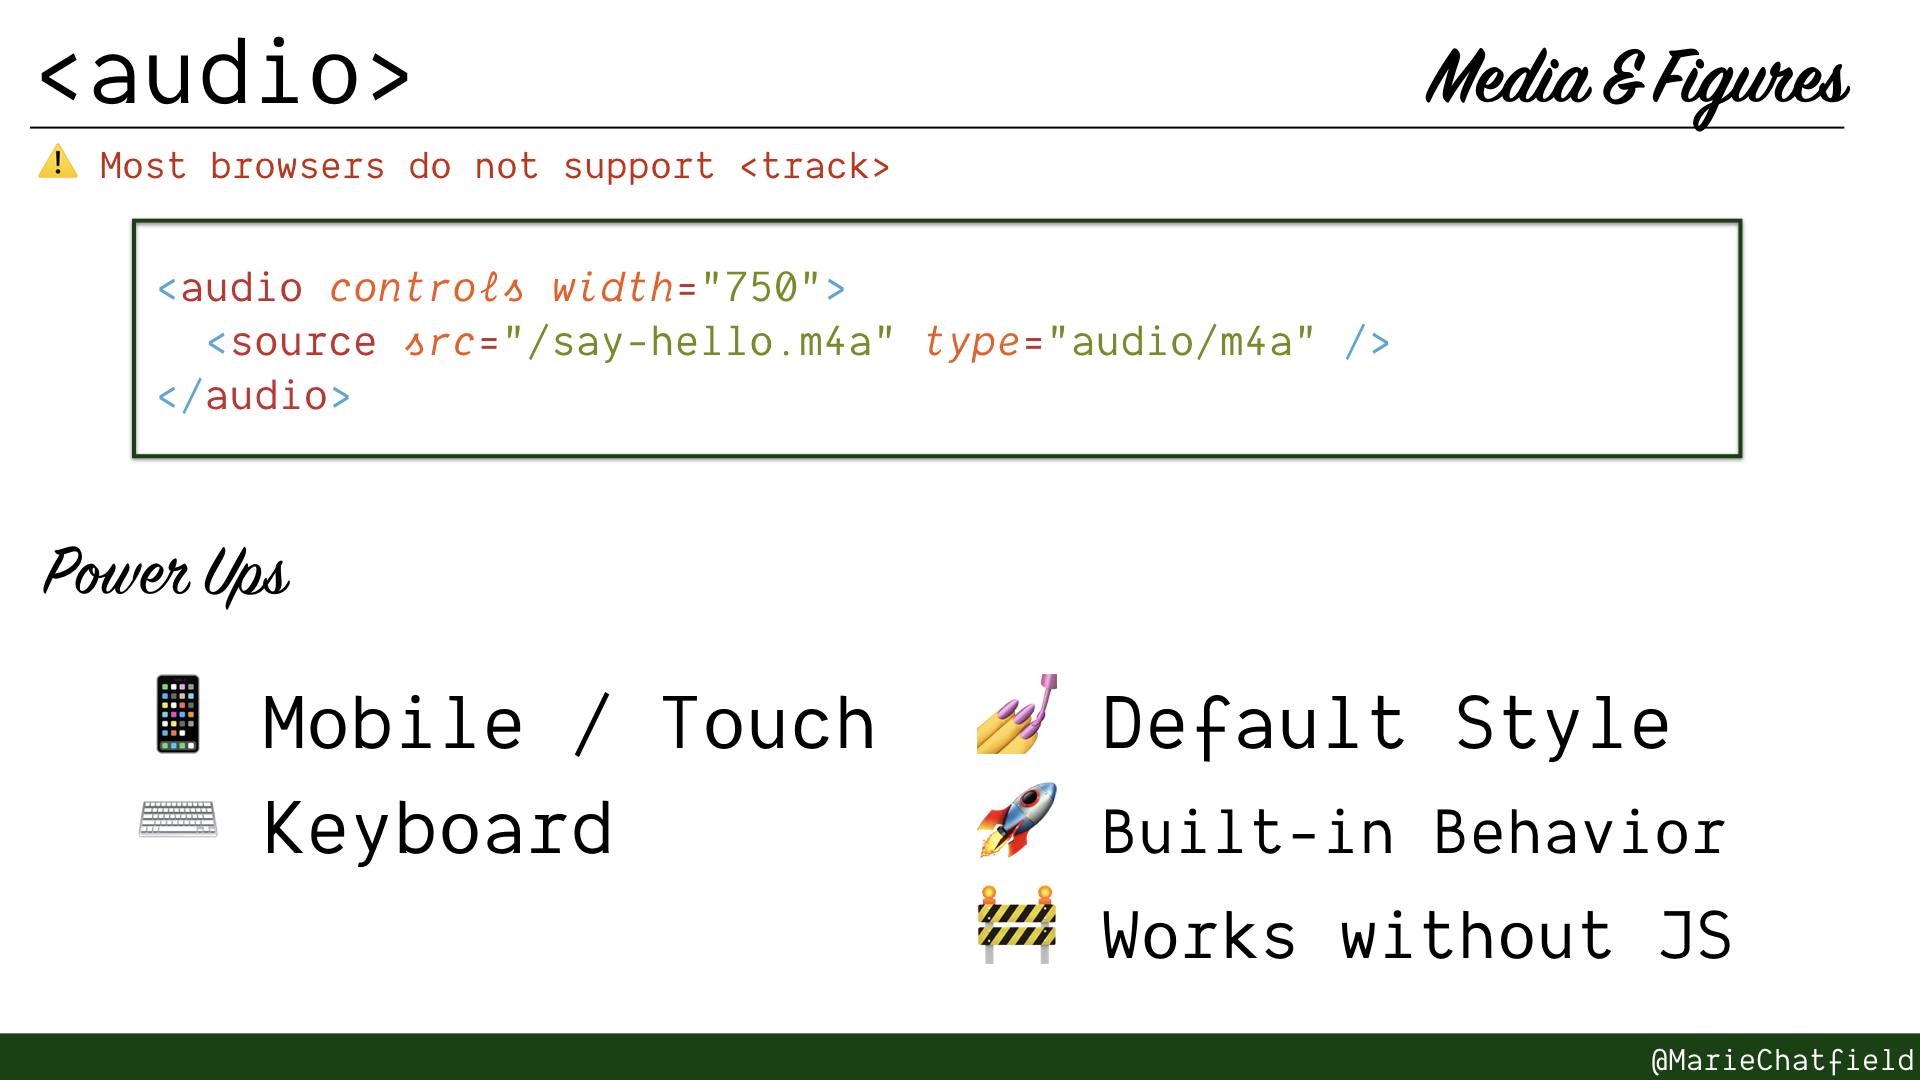 <audio>
Media & Figures
⚠️ Most browsers do not support <track>
<audio controls width="750">
  <source src="/say-hello.m4a" type="audio/m4a" />
</audio>
Power Ups
Mobile / Touch
Keyboard
Default Style
Built-in Behavior
Works without JS
@MarieChatfield